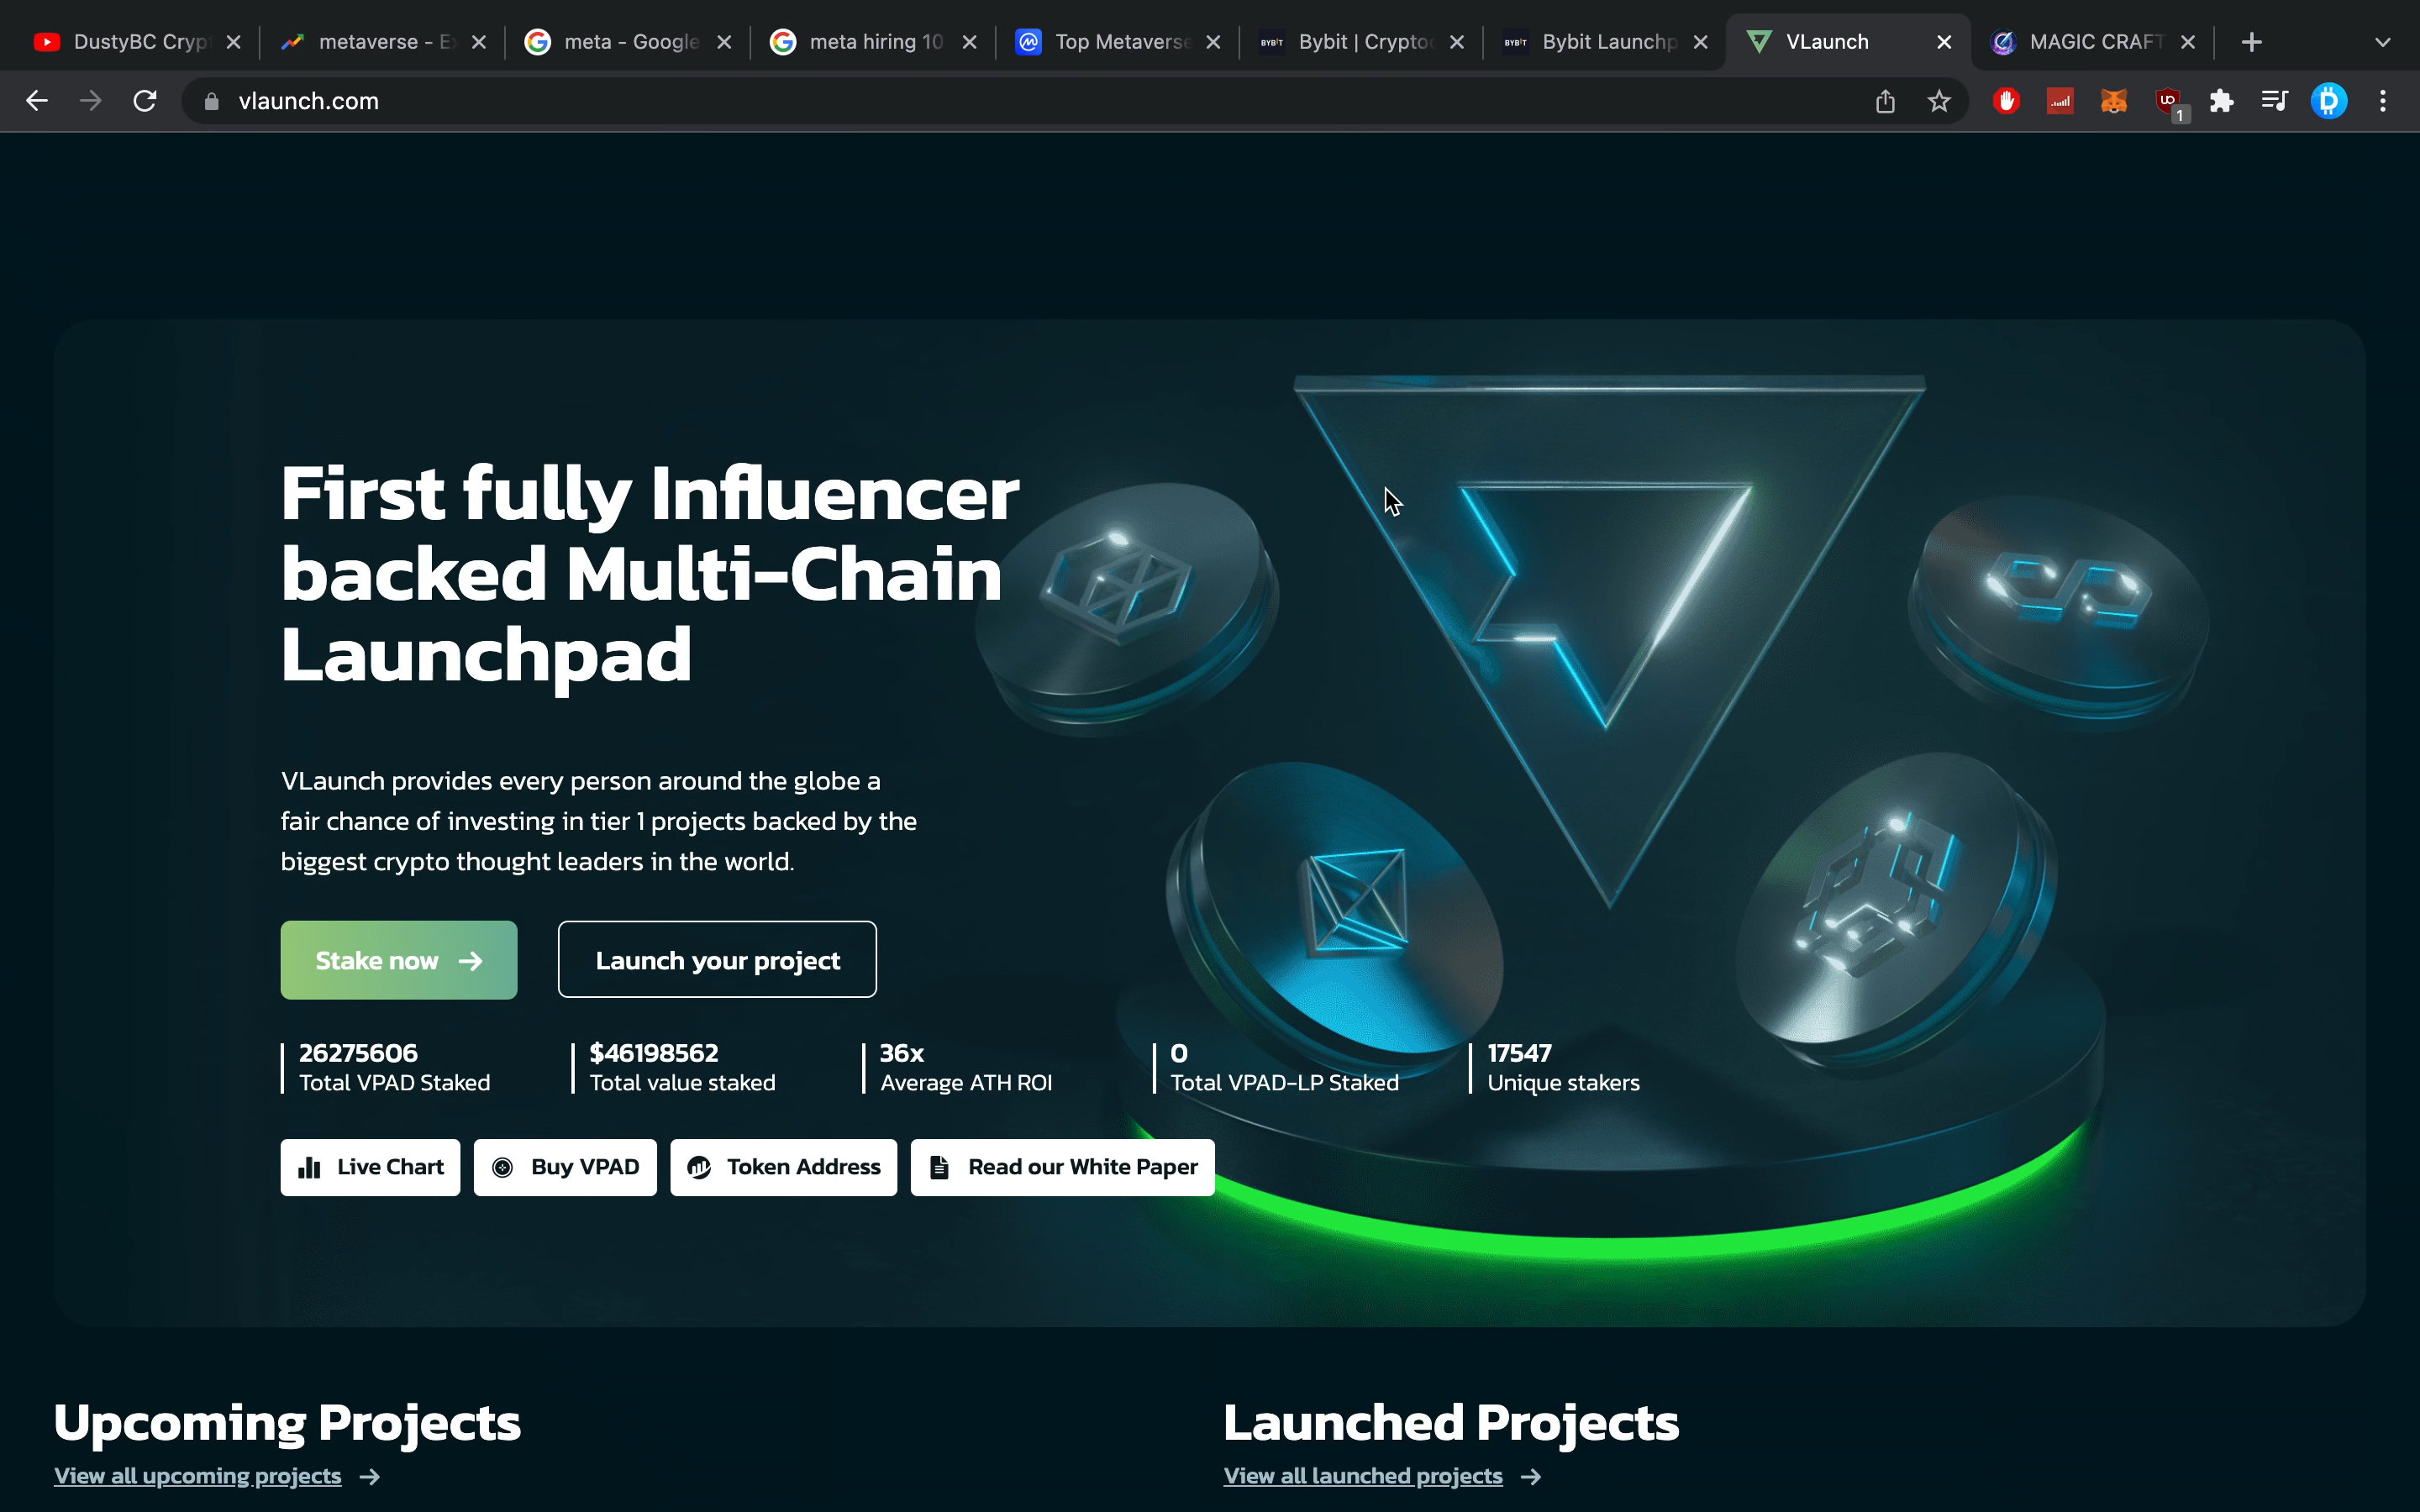 DustyBC Cryp
metaverse - Ex
meta - Google
meta hiring 10
Top Metaverse
BYBIT Bybit | Cryptoc
BYBIT Bybit Launchp
VLaunch
MAGIC CRAFT
vlaunch.com
1
First fully Influencer
backed Multi-Chain
Launchpad
VLaunch provides every person around the globe a
fair chance of investing in tier 1 projects backed by the
biggest crypto thought leaders in the world.
Stake now
Launch your project
26275606
Total VPAD Staked
$46198562
Total value staked
36x
Average ATH ROI
0
Total VPAD-LP Staked
17547
Unique stakers
Live Chart
Buy VPAD
Token Address
Read our White Paper
Upcoming Projects
View all upcoming projects
Launched Projects
View all launched projects